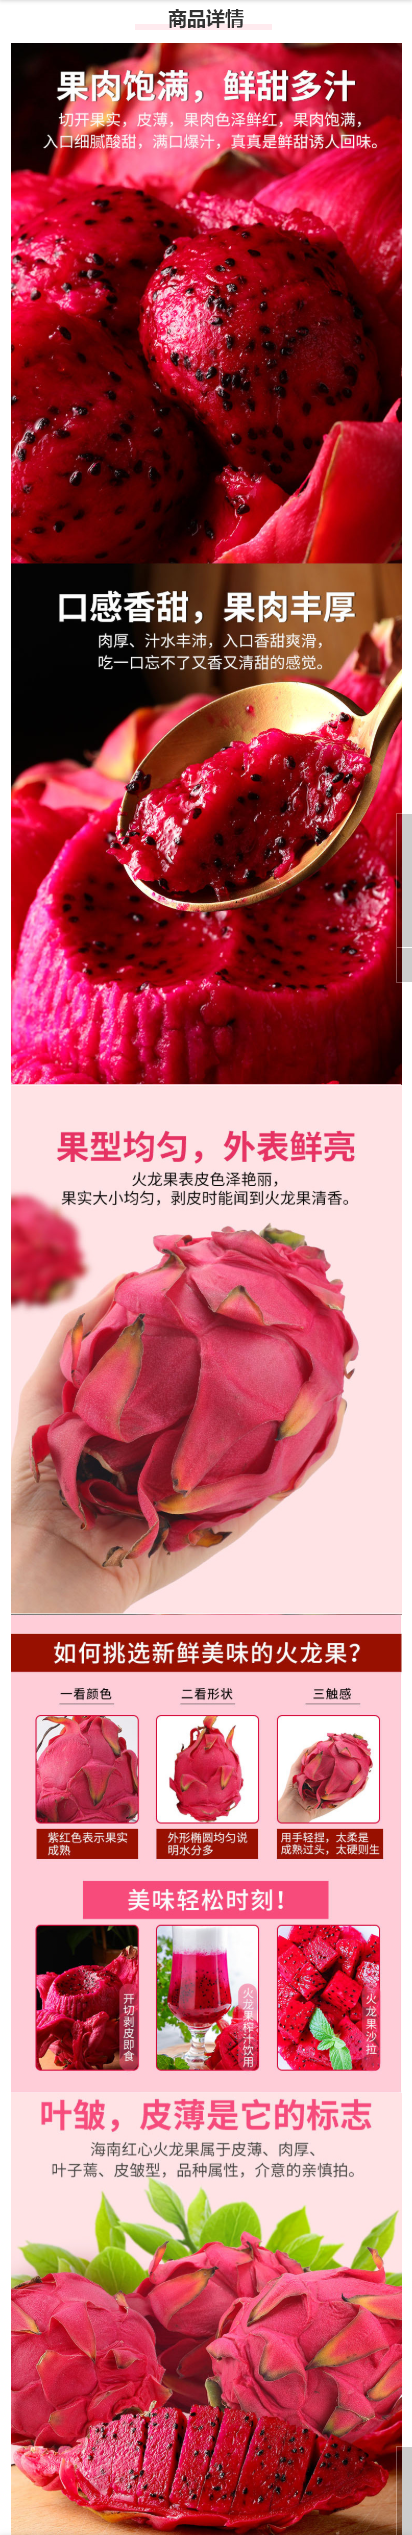 商品详情
果肉饱满，鲜甜多汁
切开果实，皮薄，果肉色泽鲜红，果肉饱满，
入口细腻酸甜，满口爆汁，真真是鲜甜诱人回味。
口感香甜，果肉丰厚
肉厚、汁水丰沛，入口香甜爽滑，
吃一口忘不了又香又清甜的感觉。
果型均匀，外表鲜亮
火龙果表皮色泽艳丽，
果实大小均匀，剥皮时能闻到火龙果清香。
如何挑选新鲜美味的火龙果？
一看颜色
二看形状
三触感
紫红色表示果实
成熟
外形椭圆均匀说
明水分多
用手轻捏，太柔是
成熟过头，太硬则生
美味轻松时刻！
开切剥皮即食
火龙果榨汁饮用
火龙果沙拉
叶皱，皮薄是它的标志
海南红心火龙果属于皮薄、肉厚、
叶子蔫、皮皱型，品种属性，介意的亲慎拍。